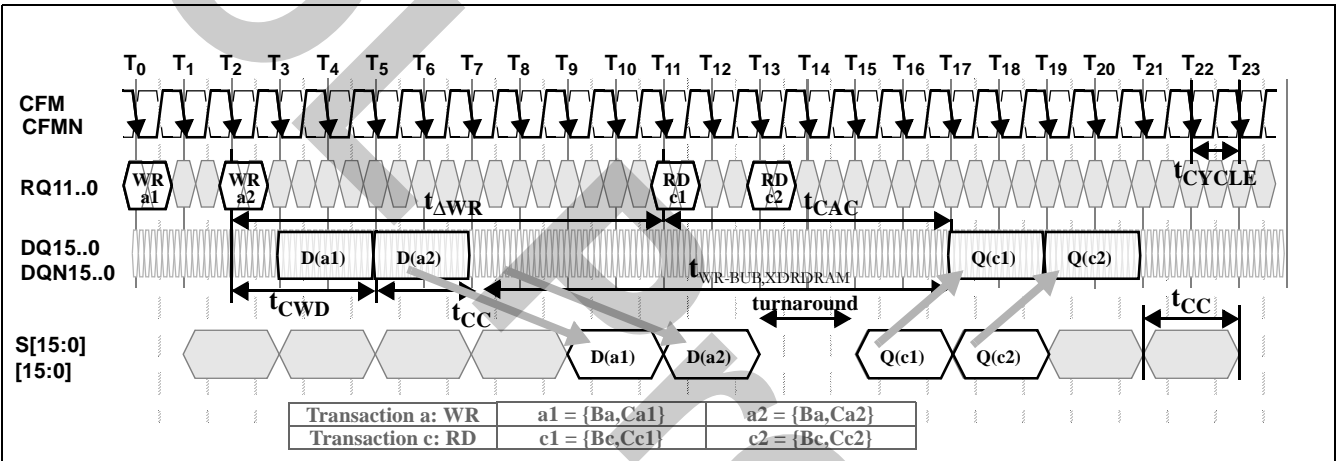 T0 T1 T2 T3 T4 T5 T6 T7 T8 T9 T10 T11 T12 T13 T14 T15 T16 T17 T18 T19 T20 T21 T22 T23
CFM
CFMN
tCYCLE
RQ11..0
WR a1
WR a2
RD c1
RD c2
tΔWR
tCAC
DQ15..0
DQN15..0
D(a1)
D(a2)
Q(c1)
Q(c2)
tWR-BUB,XDRDRAM
tCWD
tCC
turnaround
tCC
S[15:0]
[15:0]
D(a1)
D(a2)
Q(c1)
Q(c2)
Transaction a: WR a1 = {Ba,Ca1} a2 = {Ba,Ca2}
Transaction c: RD c1 = {Bc,Cc1} c2 = {Bc,Cc2}